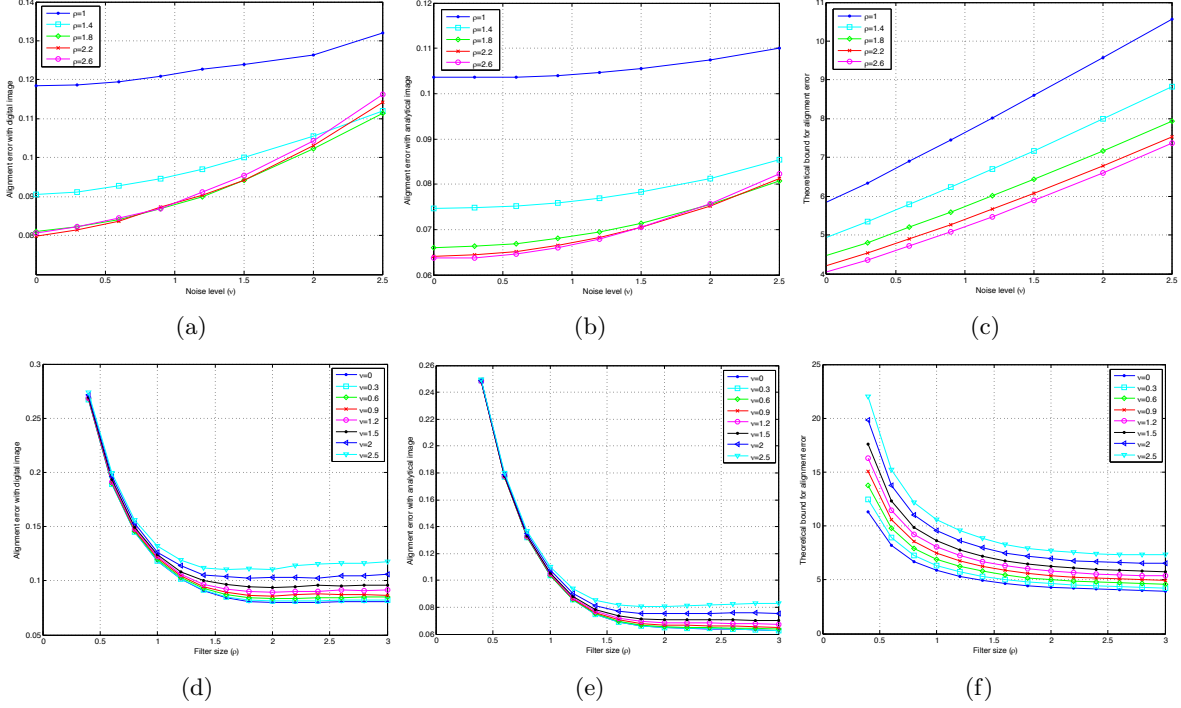 0.14
0.13
0.12
0.11
0.1
0.09
0.08
0 0.5 1 1.5 2 2.5
Alignment error with digital image
Noise level (ν)
ρ=1
ρ=1.4
ρ=1.8
ρ=2.2
ρ=2.6
(a)
0.12
0.11
0.1
0.09
0.08
0.07
0.06
0 0.5 1 1.5 2 2.5
Alignment error with analytical image
Noise level (ν)
ρ=1
ρ=1.4
ρ=1.8
ρ=2.2
ρ=2.6
(b)
11
10
9
8
7
6
5
4
0 0.5 1 1.5 2 2.5
Theoretical bound for alignment error
Noise level (ν)
ρ=1
ρ=1.4
ρ=1.8
ρ=2.2
ρ=2.6
(c)
0.3
0.25
0.2
0.15
0.1
0.05
0 0.5 1 1.5 2 2.5 3
Alignment error with digital image
Filter size (ρ)
ν=0
ν=0.3
ν=0.6
ν=0.9
ν=1.2
ν=1.5
ν=2
ν=2.5
(d)
0.26
0.24
0.22
0.2
0.18
0.16
0.14
0.12
0.1
0.08
0.06
0 0.5 1 1.5 2 2.5 3
Alignment error with analytical image
Filter size (ρ)
ν=0
ν=0.3
ν=0.6
ν=0.9
ν=1.2
ν=1.5
ν=2
ν=2.5
(e)
25
20
15
10
5
0
0 0.5 1 1.5 2 2.5 3
Theoretical bound for alignment error
Filter size (ρ)
ν=0
ν=0.3
ν=0.6
ν=0.9
ν=1.2
ν=1.5
ν=2
ν=2.5
(f)